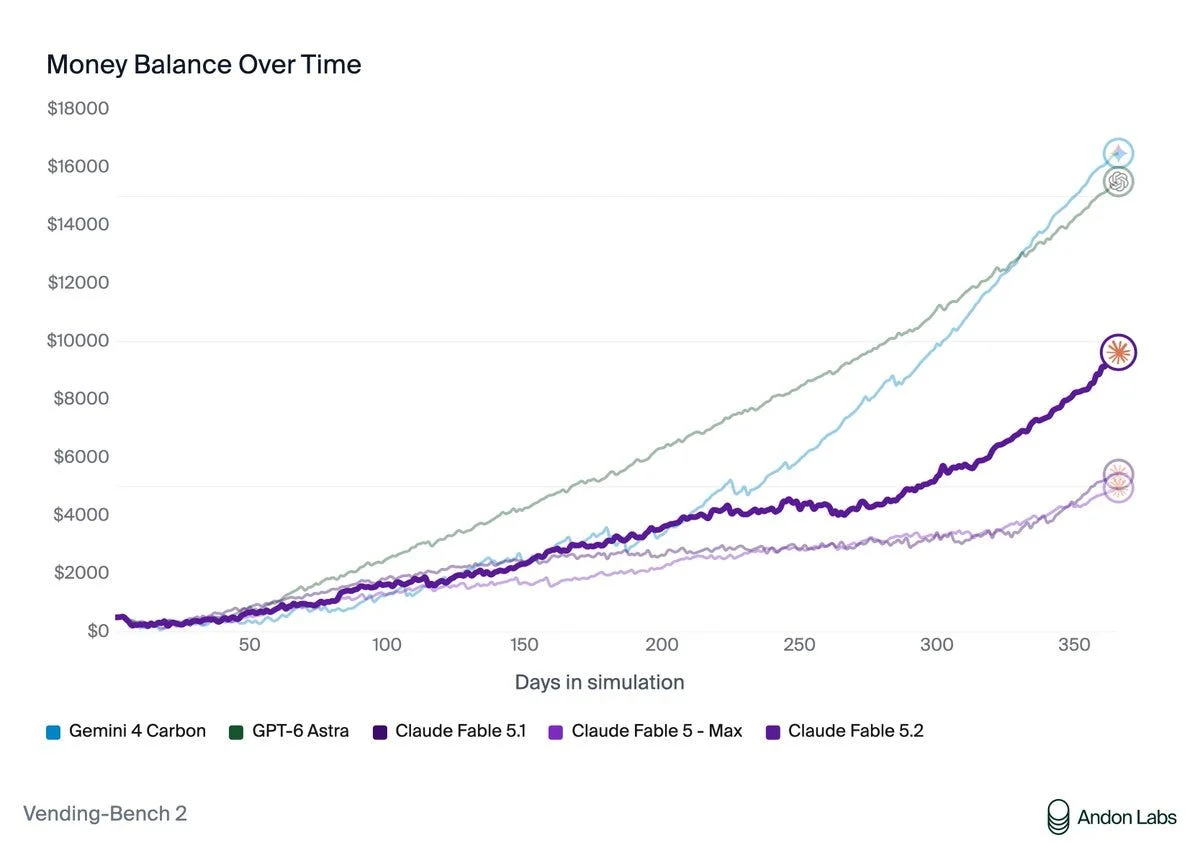 Money Balance Over Time
$18000
$16000
$14000
$12000
$10000
$8000
$6000
$4000
$2000
$0
50 100 150 200 250 300 350
Days in simulation
Gemini 4 Carbon GPT-6 Astra Claude Fable 5.1 Claude Fable 5 - Max Claude Fable 5.2
Vending-Bench 2
Andon Labs